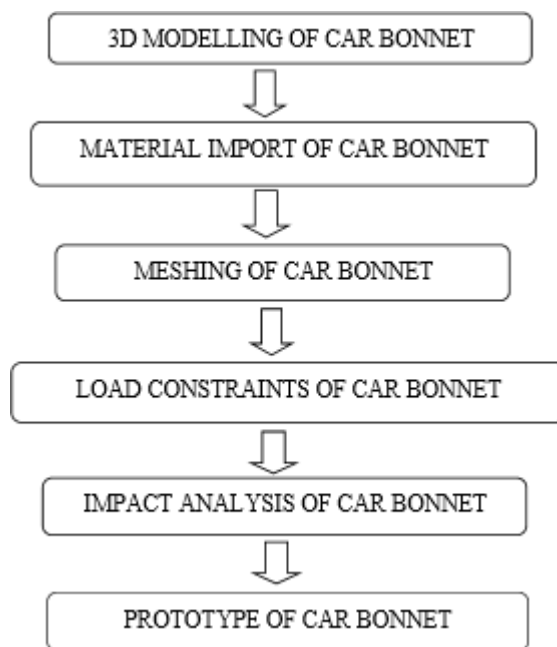 3D MODELLING OF CAR BONNET
MATERIAL IMPORT OF CAR BONNET
MESHING OF CAR BONNET
LOAD CONSTRAINTS OF CAR BONNET
IMPACT ANALYSIS OF CAR BONNET
PROTOTYPE OF CAR BONNET